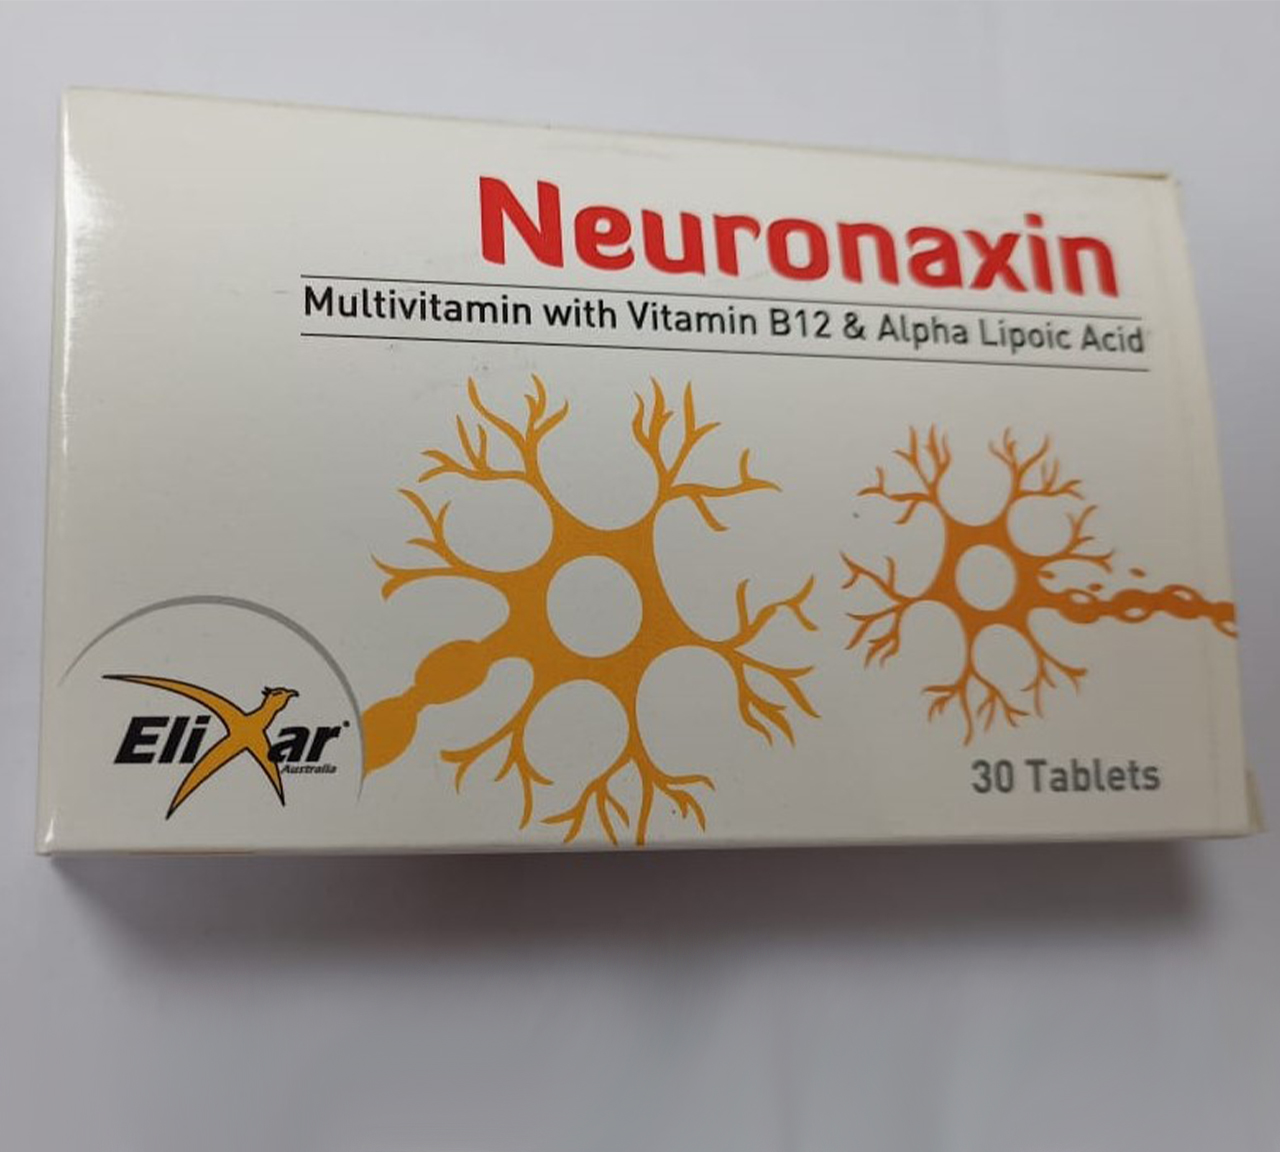 Neuronaxin
Multivitamin with Vitamin B12 & Alpha Lipoic Acid
EliXar
Australia
30 Tablets